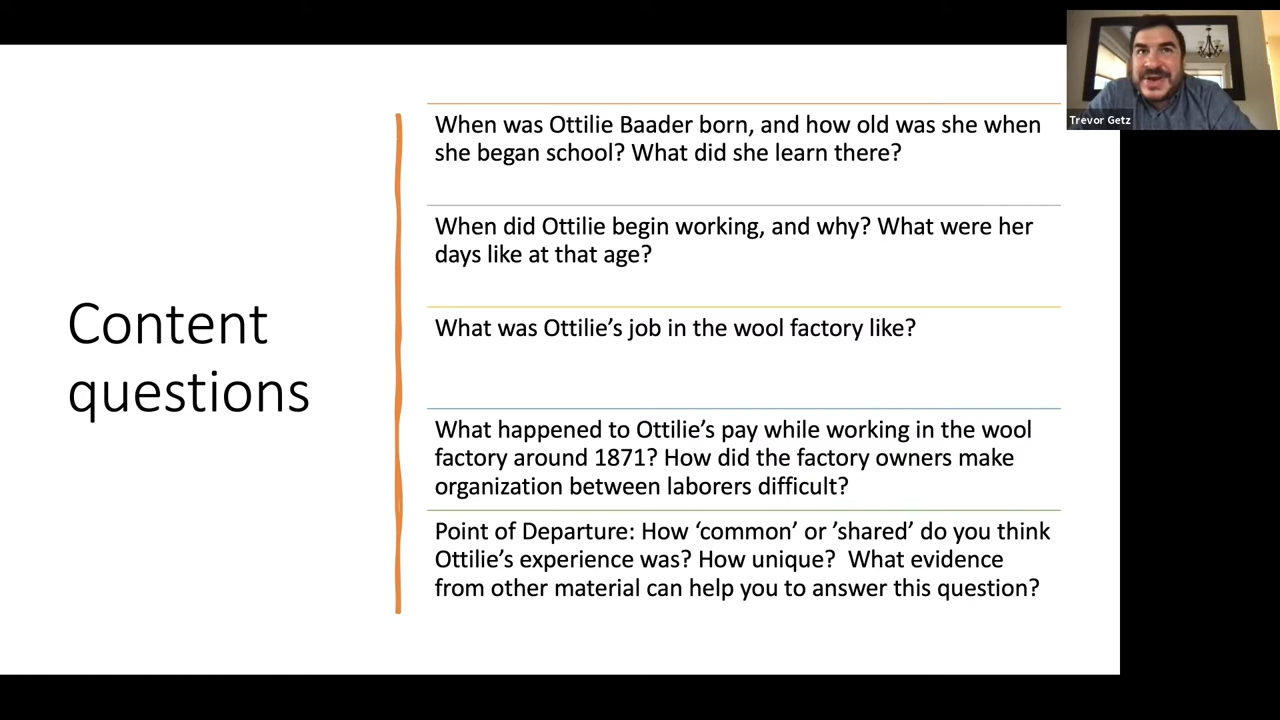 Content
questions
When was Ottilie Baader born, and how old was she when
she began school? What did she learn there?
When did Ottilie begin working, and why? What were her
days like at that age?
What was Ottilie’s job in the wool factory like?
What happened to Ottilie’s pay while working in the wool
factory around 1871? How did the factory owners make
organization between laborers difficult?
Point of Departure: How ‘common’ or ’shared’ do you think
Ottilie’s experience was? How unique?  What evidence
from other material can help you to answer this question?
Trevor Getz